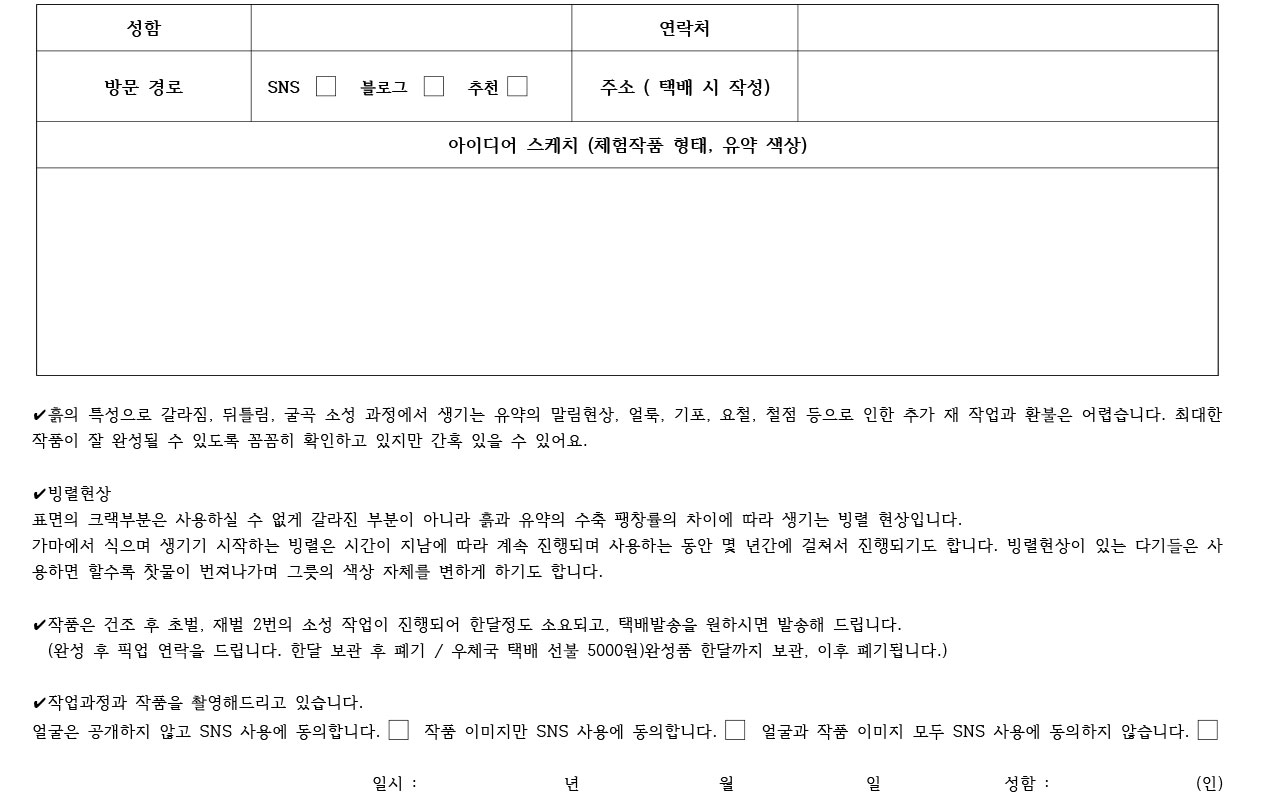 성함 연락처
방문 경로 SNS 블로그 추천 주소 ( 택배 시 작성)
아이디어 스케치 (체험작품 형태, 유약 색상)
✔흙의 특성으로 갈라짐, 뒤틀림, 굴곡 소성 과정에서 생기는 유약의 말림현상, 얼룩, 기포, 요철, 철점 등으로 인한 추가 재 작업과 환불은 어렵습니다. 최대한
작품이 잘 완성될 수 있도록 꼼꼼히 확인하고 있지만 간혹 있을 수 있어요.
✔빙렬현상
표면의 크랙부분은 사용하실 수 없게 갈라진 부분이 아니라 흙과 유약의 수축 팽창률의 차이에 따라 생기는 빙렬 현상입니다.
가마에서 식으며 생기기 시작하는 빙렬은 시간이 지남에 따라 계속 진행되며 사용하는 동안 몇 년간에 걸쳐서 진행되기도 합니다. 빙렬현상이 있는 다기들은 사
용하면 할수록 찻물이 번져나가며 그릇의 색상 자체를 변하게 하기도 합니다.
✔작품은 건조 후 초벌, 재벌 2번의 소성 작업이 진행되어 한달정도 소요되고, 택배발송을 원하시면 발송해 드립니다.
(완성 후 픽업 연락을 드립니다. 한달 보관 후 폐기 / 우체국 택배 선불 5000원)완성품 한달까지 보관, 이후 폐기됩니다.)
✔작업과정과 작품을 촬영해드리고 있습니다.
얼굴은 공개하지 않고 SNS 사용에 동의합니다. 작품 이미지만 SNS 사용에 동의합니다. 얼굴과 작품 이미지 모두 SNS 사용에 동의하지 않습니다.
일시 : 년 월 일 성함 : (인)